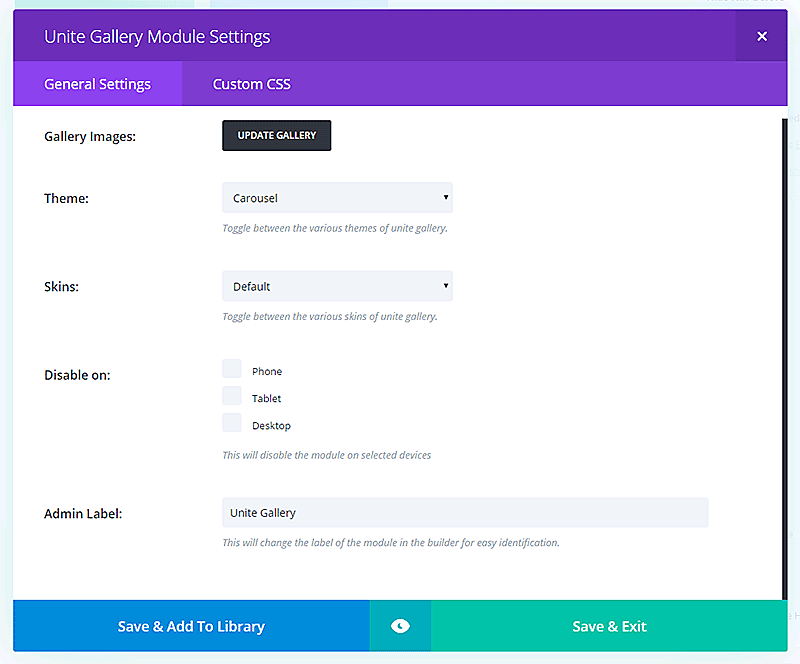 Unite Gallery Module Settings
General Settings
Custom CSS
Gallery Images:
UPDATE GALLERY
Theme:
Carousel
Toggle between the various themes of unite gallery.
Skins:
Default
Toggle between the various skins of unite gallery.
Disable on:
Phone
Tablet
Desktop
This will disable the module on selected devices
Admin Label:
Unite Gallery
This will change the label of the module in the builder for easy identification.
Save & Add To Library
Save & Exit